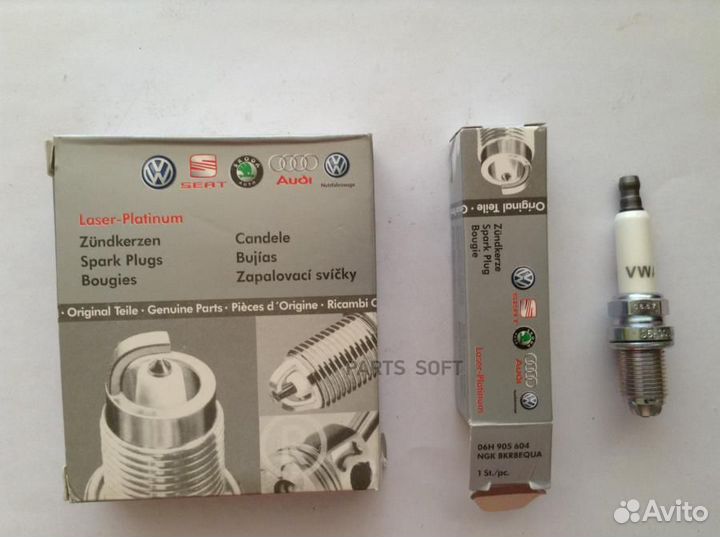 SEAT
ŠKODA
AUTO
Audi
Nutzfahrzeuge
Laser-Platinum
Zündkerzen
Spark Plugs
Bougies
Candele
Bujías
Zapalovací svíčky
Original Teile · Genuine Parts · Pièces d'Origine · Ricambi
PARTS SOFT
Original Teile ·
Zündkerze
Spark Plug
Bougie
SEAT
Audi
Laser-Platinum
06H 905 604
NGK BKRBEQUA
1 St./pc.
VW
Avito